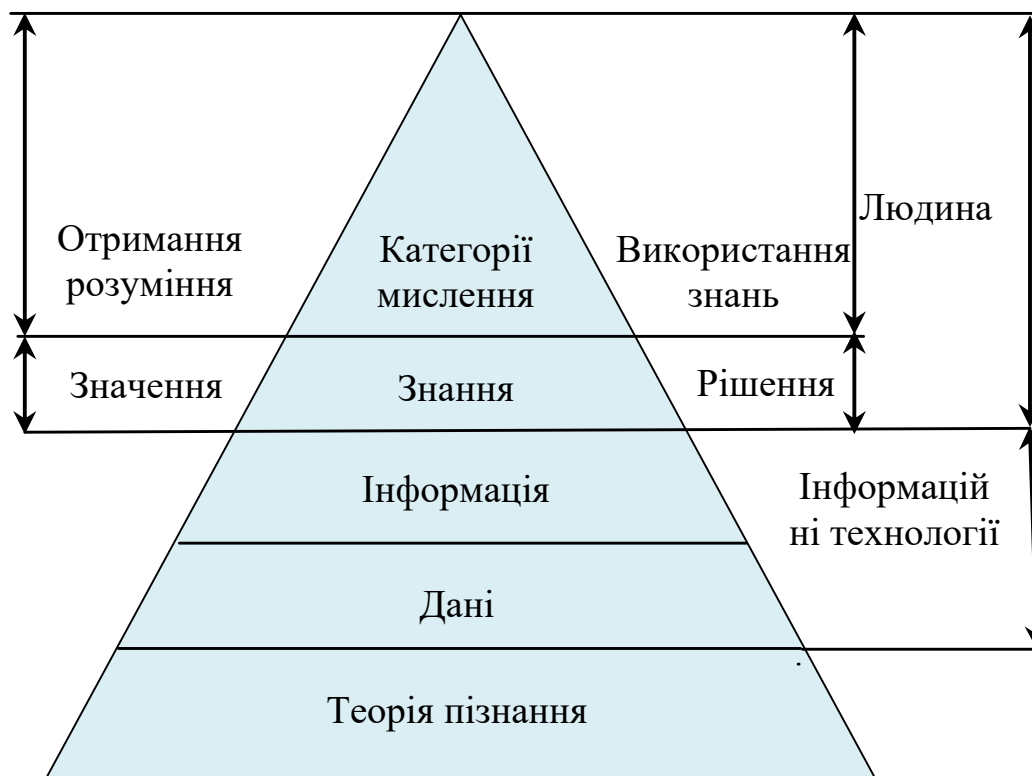 Людина
Отримання
розуміння
Категорії
мислення
Використання
знань
Значення
Знання
Рішення
Інформація
Інформацій
ні технології
Дані
Теорія пізнання